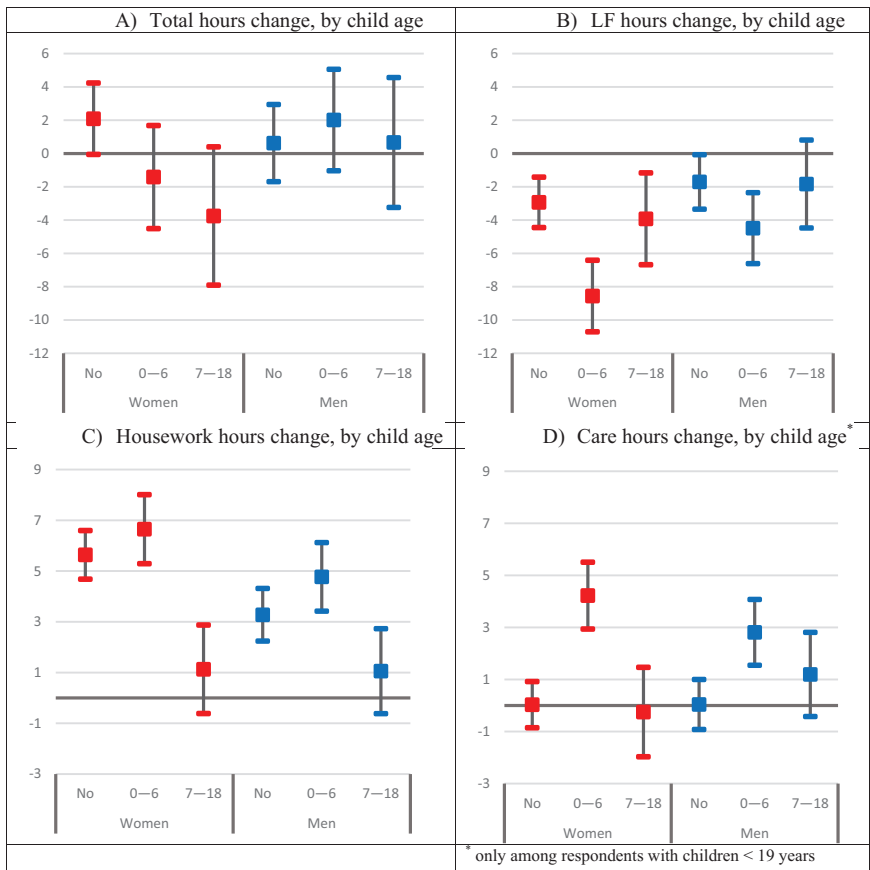 A) Total hours change, by child age
6
4
2
0
-2
-4
-6
-8
-10
-12
No 0—6 7—18 No 0—6 7—18
Women Men
B) LF hours change, by child age
6
4
2
0
-2
-4
-6
-8
-10
-12
No 0—6 7—18 No 0—6 7—18
Women Men
C) Housework hours change, by child age
9
7
5
3
1
-1
-3
No 0—6 7—18 No 0—6 7—18
Women Men
D) Care hours change, by child age*
9
7
5
3
1
-1
-3
No 0—6 7—18 No 0—6 7—18
Women Men
* only among respondents with children < 19 years